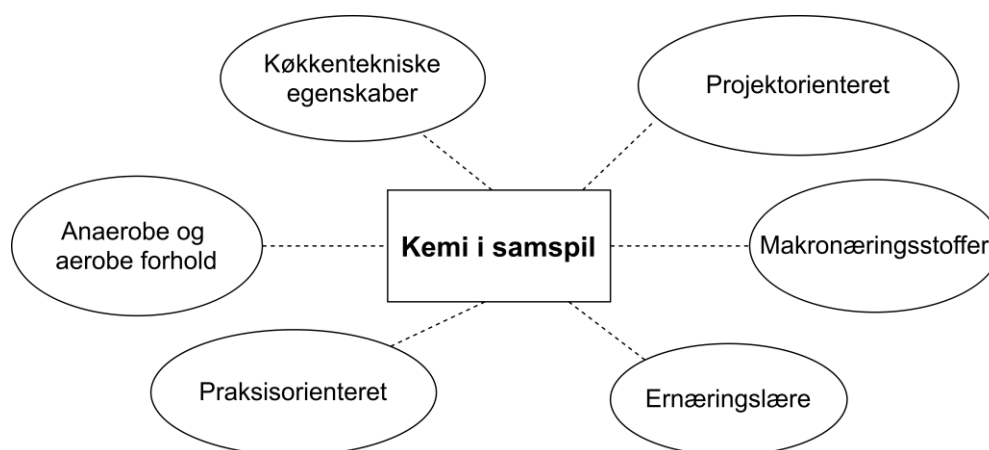 Køkkentekniske
egenskaber
Projektorienteret
Anaerobe og
aerobe forhold
Kemi i samspil
Makronæringsstoffer
Praksisorienteret
Ernæringslære